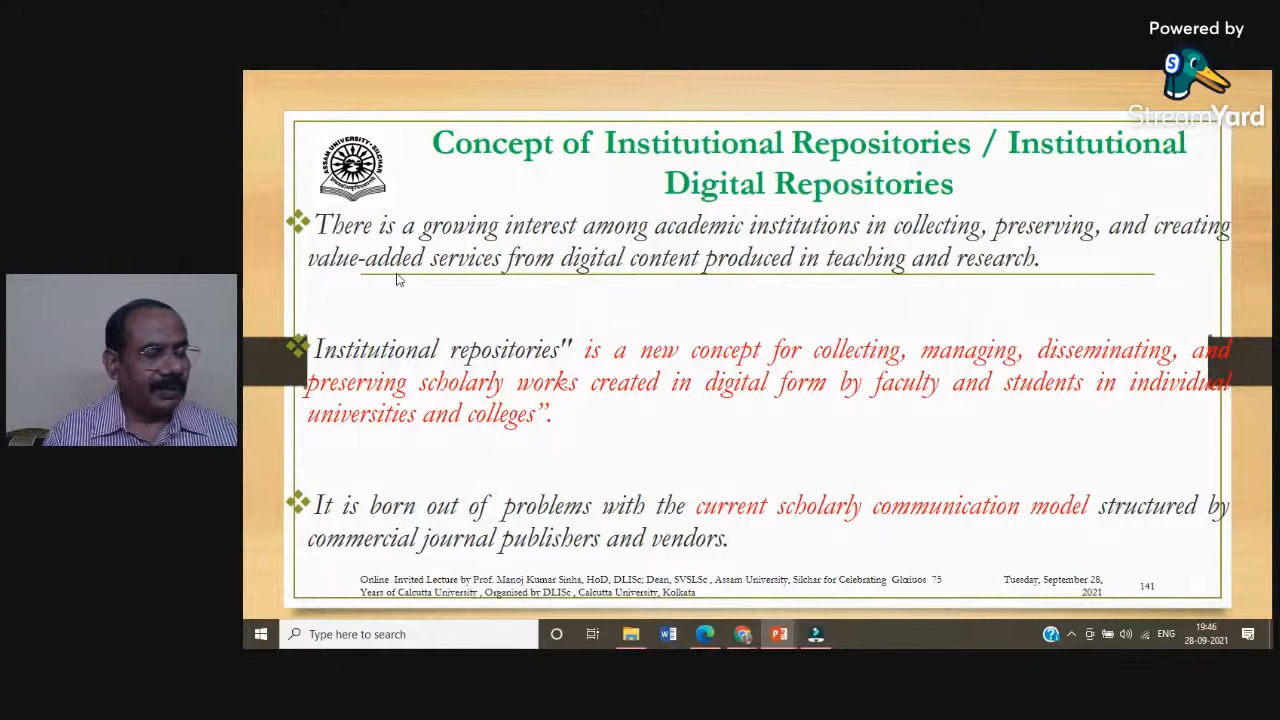 Powered by
S
StreamYard
Concept of Institutional Repositories / Institutional
Digital Repositories
ASSAM UNIVERSITY SILCHAR
There is a growing interest among academic institutions in collecting, preserving, and creating
value-added services from digital content produced in teaching and research.
Institutional repositories" is a new concept for collecting, managing, disseminating, and
preserving scholarly works created in digital form by faculty and students in individual
universities and colleges”.
It is born out of problems with the current scholarly communication model structured by
commercial journal publishers and vendors.
Online Invited Lecture by Prof. Manoj Kumar Sinha, HoD, DLISc; Dean, SVSLSc , Assam University, Silchar for Celebrating Glœiuos 75
Years of Calcutta University , Organised by DLISc , Calcutta University, Kolkata
Tuesday, September 28,
2021
141
Type here to search
ENG
19:46
28-09-2021